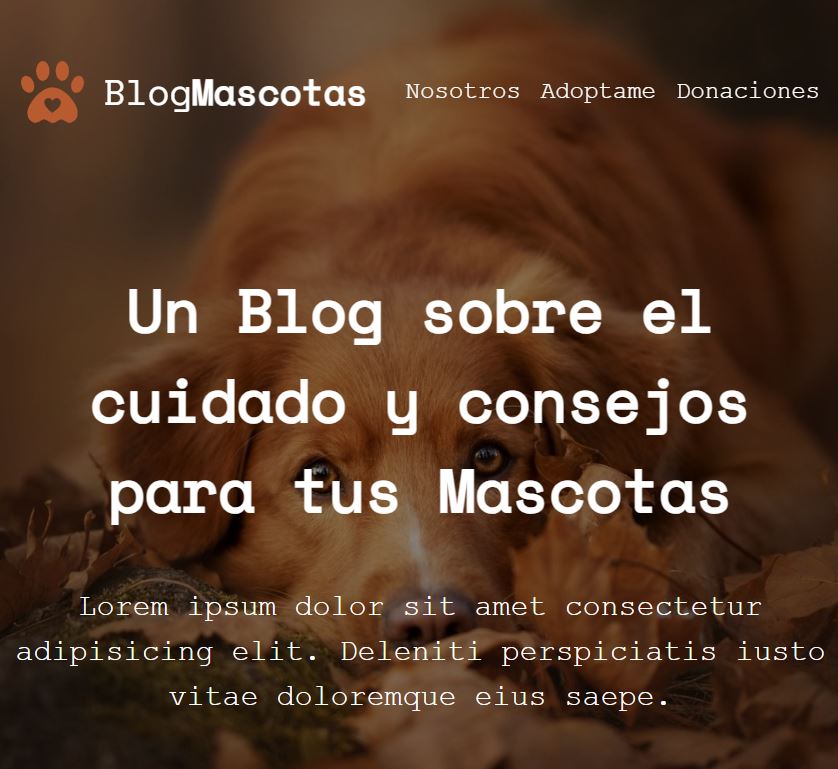 BlogMascotas
Nosotros Adoptame Donaciones
Un Blog sobre el
cuidado y consejos
para tus Mascotas
Lorem ipsum dolor sit amet consectetur
adipisicing elit. Deleniti perspiciatis iusto
vitae doloremque eius saepe.